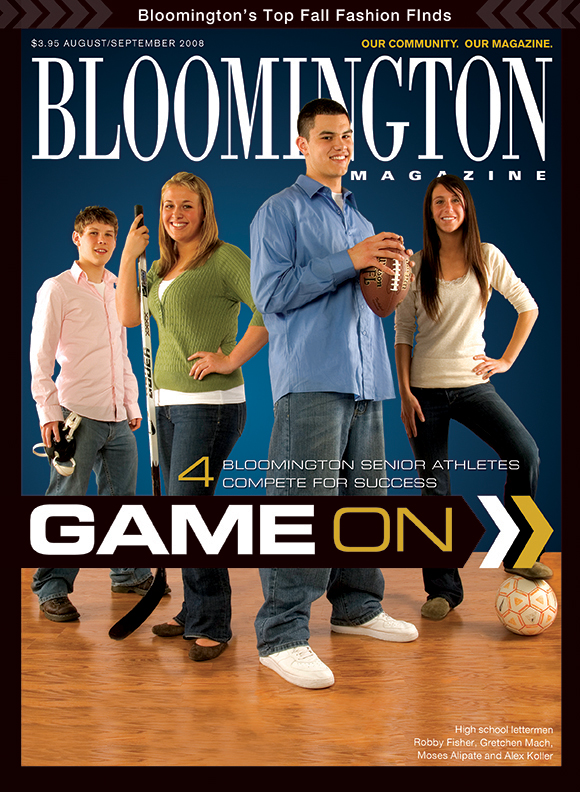 Bloomington's Top Fall Fashion FInds
$3.95 AUGUST/SEPTEMBER 2008
OUR COMMUNITY. OUR MAGAZINE.
BLOOMINGTON
MAGAZINE
4 BLOOMINGTON SENIOR ATHLETES
COMPETE FOR SUCCESS
GAME ON
High school lettermen
Robby Fisher, Gretchen Mach,
Moses Alipate and Alex Koller